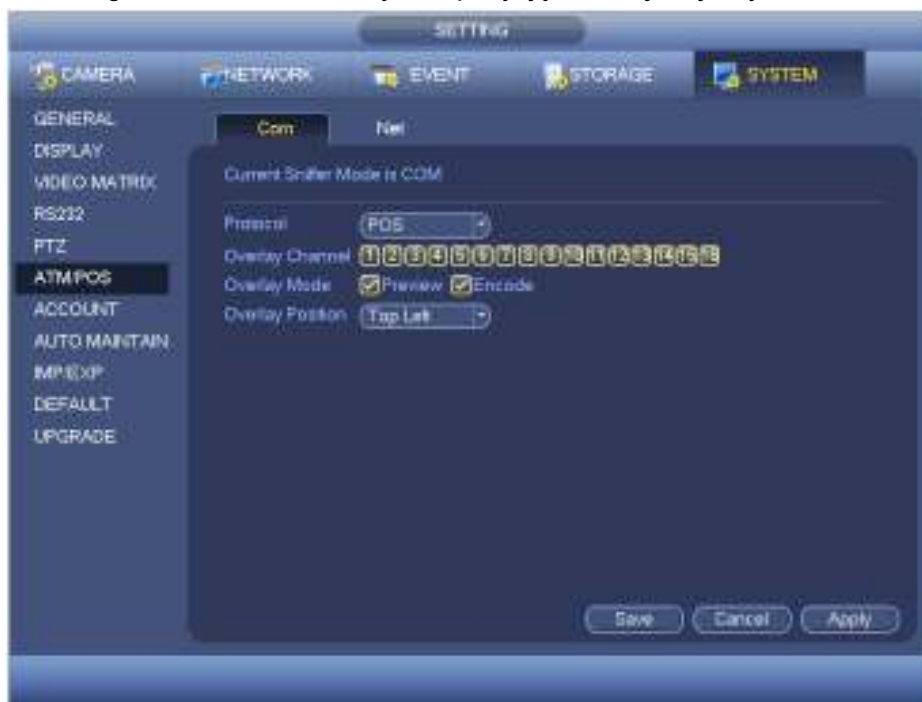 SETTING
CAMERA NETWORK EVENT STORAGE SYSTEM
GENERAL
DISPLAY
VIDEO MATRIX
RS232
PTZ
ATM/POS
ACCOUNT
AUTO MAINTAIN
IMP/EXP
DEFAULT
UPGRADE
Com Net
Current Sniffer Mode is COM
Protocol POS
Overlay Channel 1 2 3 4 5 6 7 8 9 10 11 12 13 14 15 16
Overlay Mode Preview Encode
Overlay Position Top Left
Save Cancel Apply